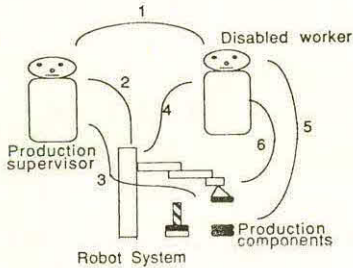 1
Disabled worker
2
4
5
6
Production
supervisor
3
Production
components
Robot System